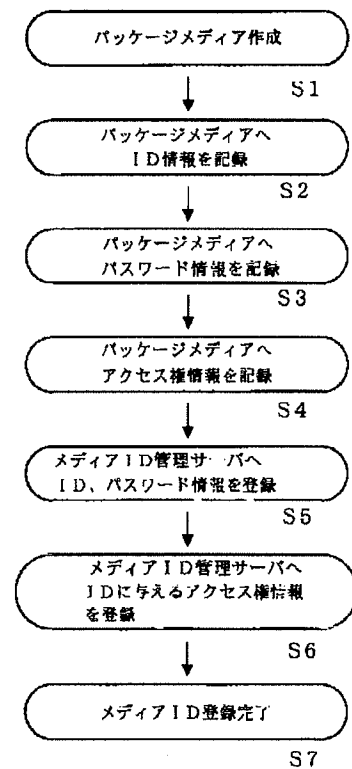 パッケージメディア作成
S1
パッケージメディアへ
ID情報を記録
S2
パッケージメディアへ
パスワード情報を記録
S3
パッケージメディアへ
アクセス権情報を記録
S4
メディアID管理サーバへ
ID、パスワード情報を登録
S5
メディアID管理サーバへ
IDに与えるアクセス権情報
を登録
S6
メディアID登録完了
S7